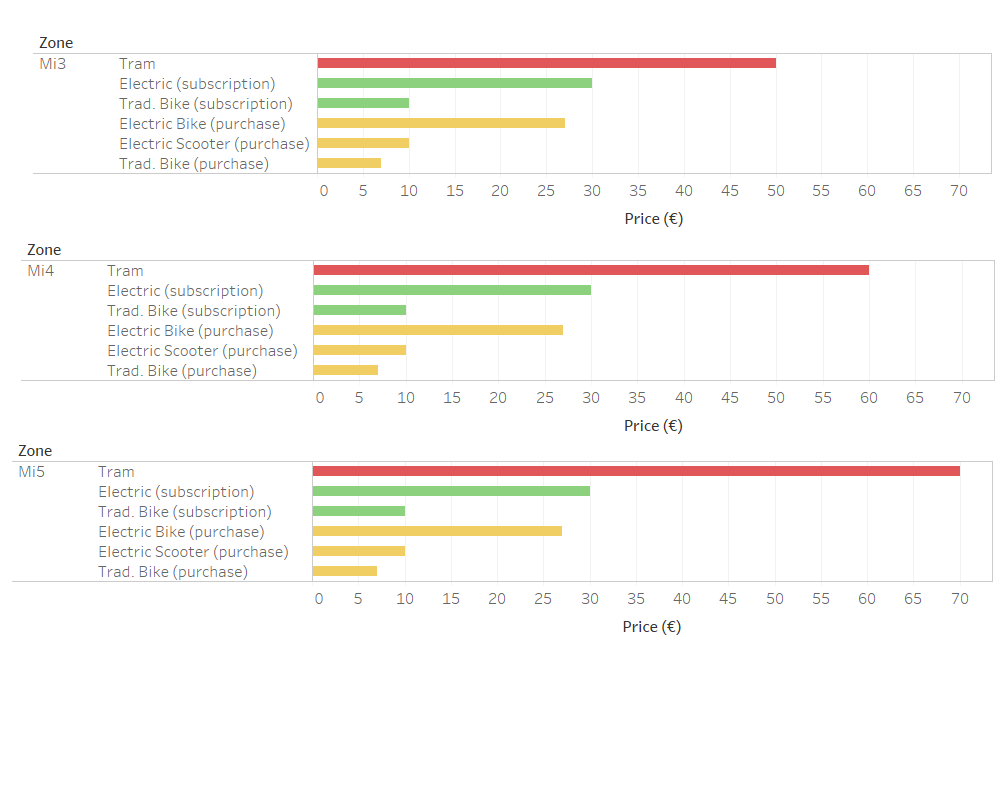 Zone
Mi3 Tram
Electric (subscription)
Trad. Bike (subscription)
Electric Bike (purchase)
Electric Scooter (purchase)
Trad. Bike (purchase)
0 5 10 15 20 25 30 35 40 45 50 55 60 65 70
Price (€)
Zone
Mi4 Tram
Electric (subscription)
Trad. Bike (subscription)
Electric Bike (purchase)
Electric Scooter (purchase)
Trad. Bike (purchase)
0 5 10 15 20 25 30 35 40 45 50 55 60 65 70
Price (€)
Zone
Mi5 Tram
Electric (subscription)
Trad. Bike (subscription)
Electric Bike (purchase)
Electric Scooter (purchase)
Trad. Bike (purchase)
0 5 10 15 20 25 30 35 40 45 50 55 60 65 70
Price (€)